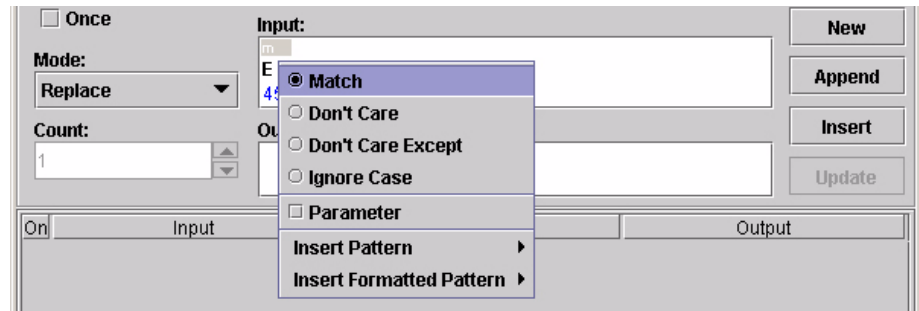 Once
Input:
New
m
Mode:
E
Match
Append
Replace
45
Don't Care
Count:
Insert
Don't Care Except
1
Ignore Case
Update
Parameter
On Input Output
Insert Pattern
Insert Formatted Pattern